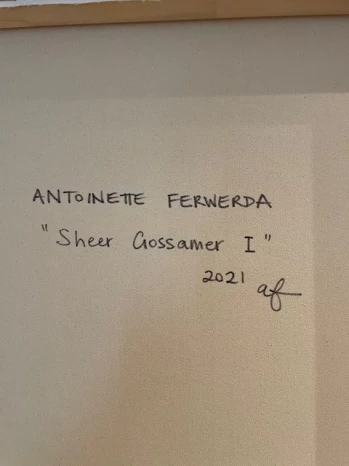 ANTOINETTE FERWERDA
"Sheer Gossamer I"
2021 af